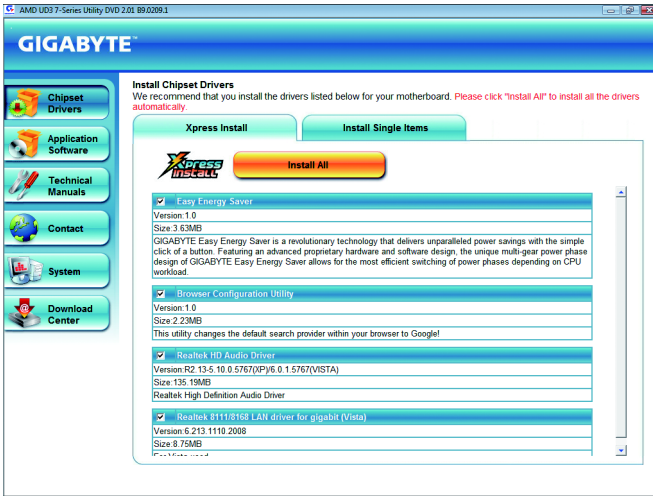 AMD UD3 7-Series Utility DVD 2.01 B9.0209.1
GIGABYTE™
Chipset
Drivers
Application
Software
Technical
Manuals
Contact
System
Download
Center
Install Chipset Drivers
We recommend that you install the drivers listed below for your motherboard. Please click "Install All" to install all the drivers
automatically.
Xpress Install
Install Single Items
Xpress
Install
Install All
Easy Energy Saver
Version:1.0
Size:3.63MB
GIGABYTE Easy Energy Saver is a revolutionary technology that delivers unparalleled power savings with the simple
click of a button. Featuring an advanced proprietary hardware and software design, the unique multi-gear power phase
design of GIGABYTE Easy Energy Saver allows for the most efficient switching of power phases depending on CPU
workload.
Browser Configuration Utility
Version:1.0
Size:2.23MB
This utility changes the default search provider within your browser to Google!
Realtek HD Audio Driver
Version:R2.13-5.10.0.5767(XP)/6.0.1.5767(VISTA)
Size:135.19MB
Realtek High Definition Audio Driver
Realtek 8111/8168 LAN driver for gigabit (Vista)
Version:6.213.1110.2008
Size:8.75MB
For Vista used